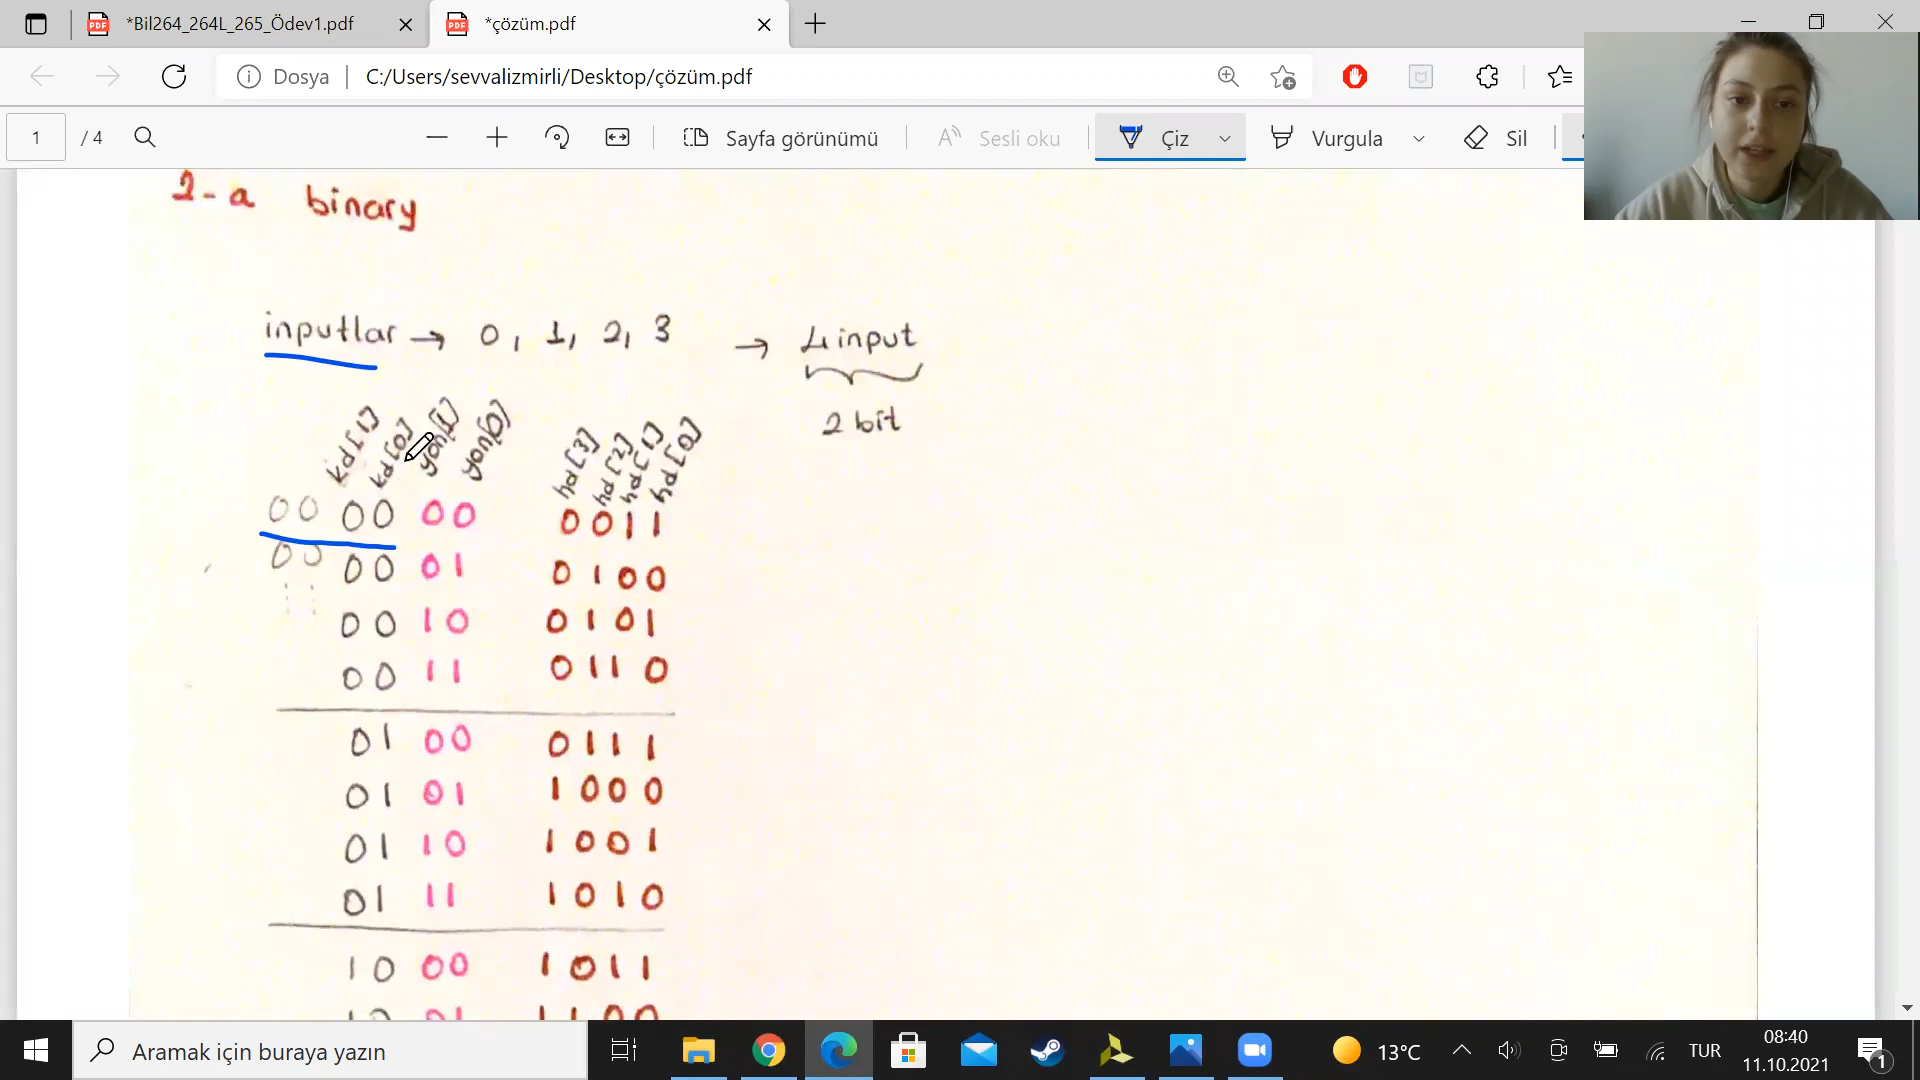 *Bil264_264L_265_Ödev1.pdf
*çözüm.pdf
Dosya
C:/Users/sevvalizmirli/Desktop/çözüm.pdf
1 / 4
Sayfa görünümü
Sesli oku
Çiz
Vurgula
Sil
2-a binary
inputlar → 0, 1, 2, 3 → 4 input
2 bit
kd[1] kd[0] yon[1] yon[0] hd[3] hd[2] hd[1] hd[0]
00 00 00 0011
00 00 01 0100
00 10 0101
00 11 0110
01 00 0111
01 01 1000
01 10 1001
01 11 1010
10 00 1011
10 01 1100
Aramak için buraya yazın
13°C
TUR
08:40
11.10.2021
1